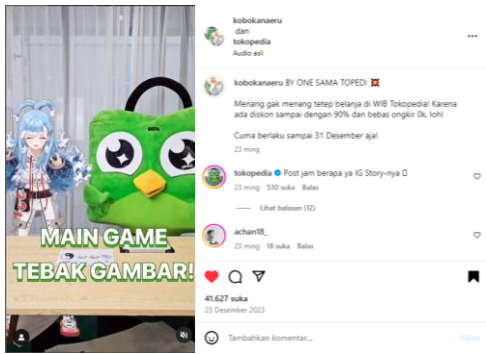 kobokanaeru
dan
tokopedia
Audio asli
kobokanaeru BY ONE SAMA TOPED! 💢
Menang gak menang tetep belanja di WIB Tokopedia! Karena
ada diskon sampai dengan 90% dan bebas ongkir 0k, loh!
Cuma berlaku sampai 31 Desember aja!
23 ming
tokopedia Post jam berapa ya IG Story-nya
23 ming 530 suka Balas
Lihat balasan (12)
achan18_
23 ming 18 suka Balas
MAIN GAME
TEBAK GAMBAR!
41.627 suka
23 Desember 2023
Tambahkan komentar...
Kirim